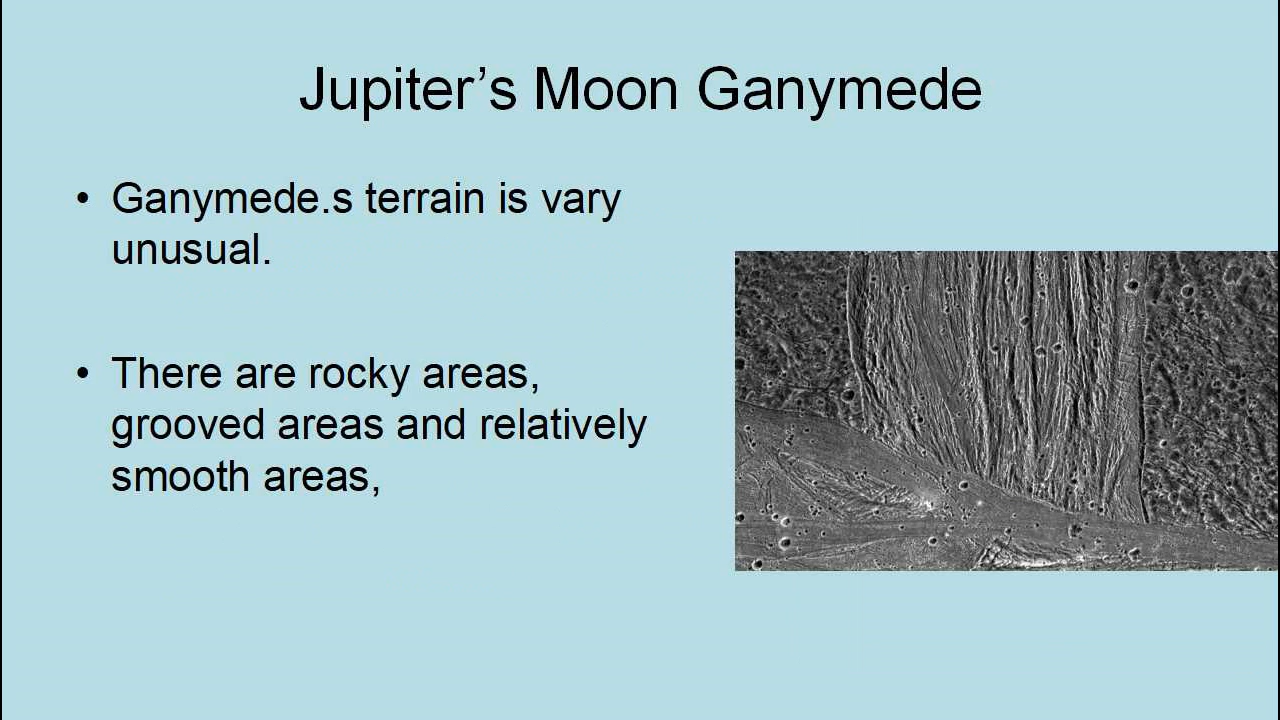 Jupiter’s Moon Ganymede
• Ganymede.s terrain is vary
unusual.
• There are rocky areas,
grooved areas and relatively
smooth areas,